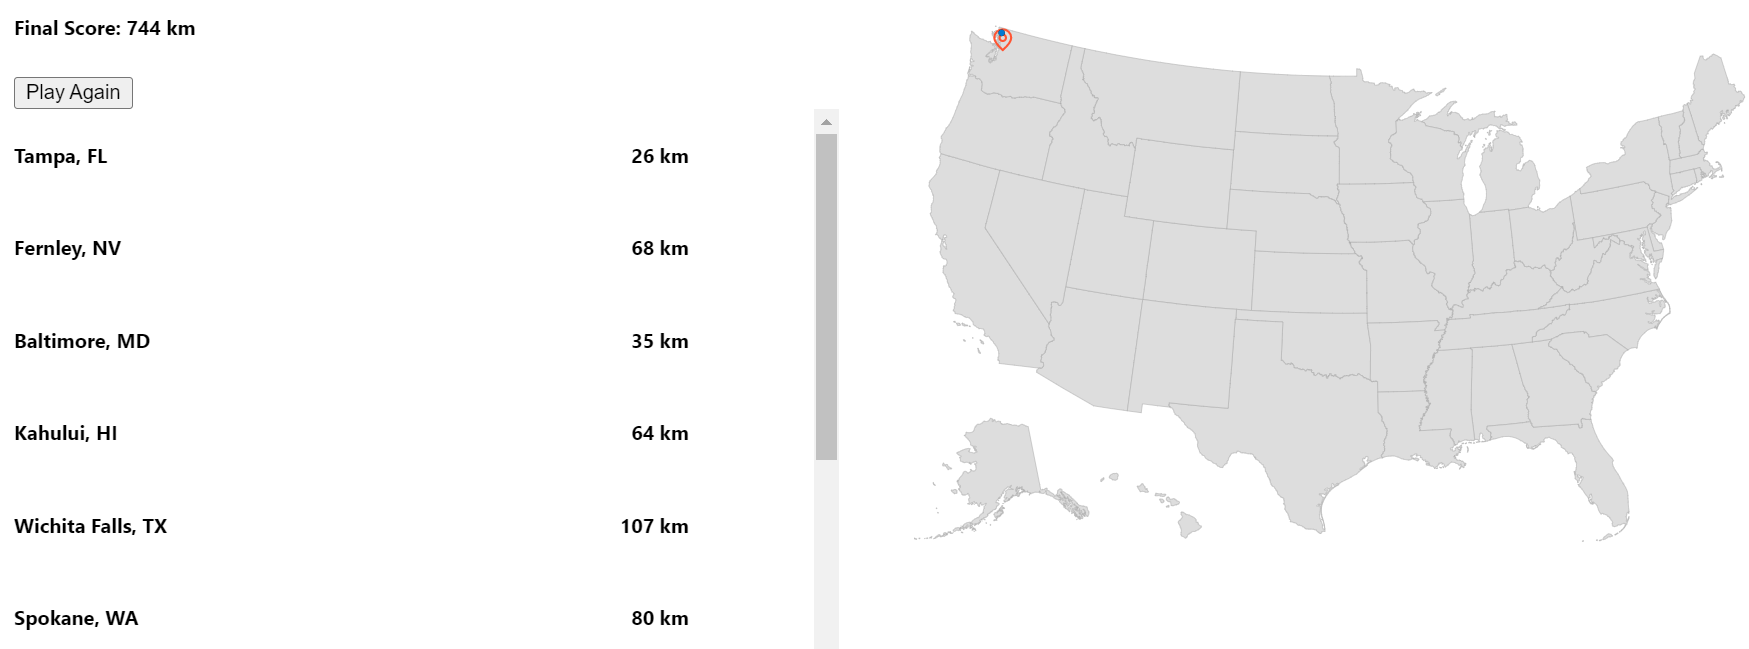 Final Score: 744 km
Play Again
Tampa, FL 26 km
Fernley, NV 68 km
Baltimore, MD 35 km
Kahului, HI 64 km
Wichita Falls, TX 107 km
Spokane, WA 80 km